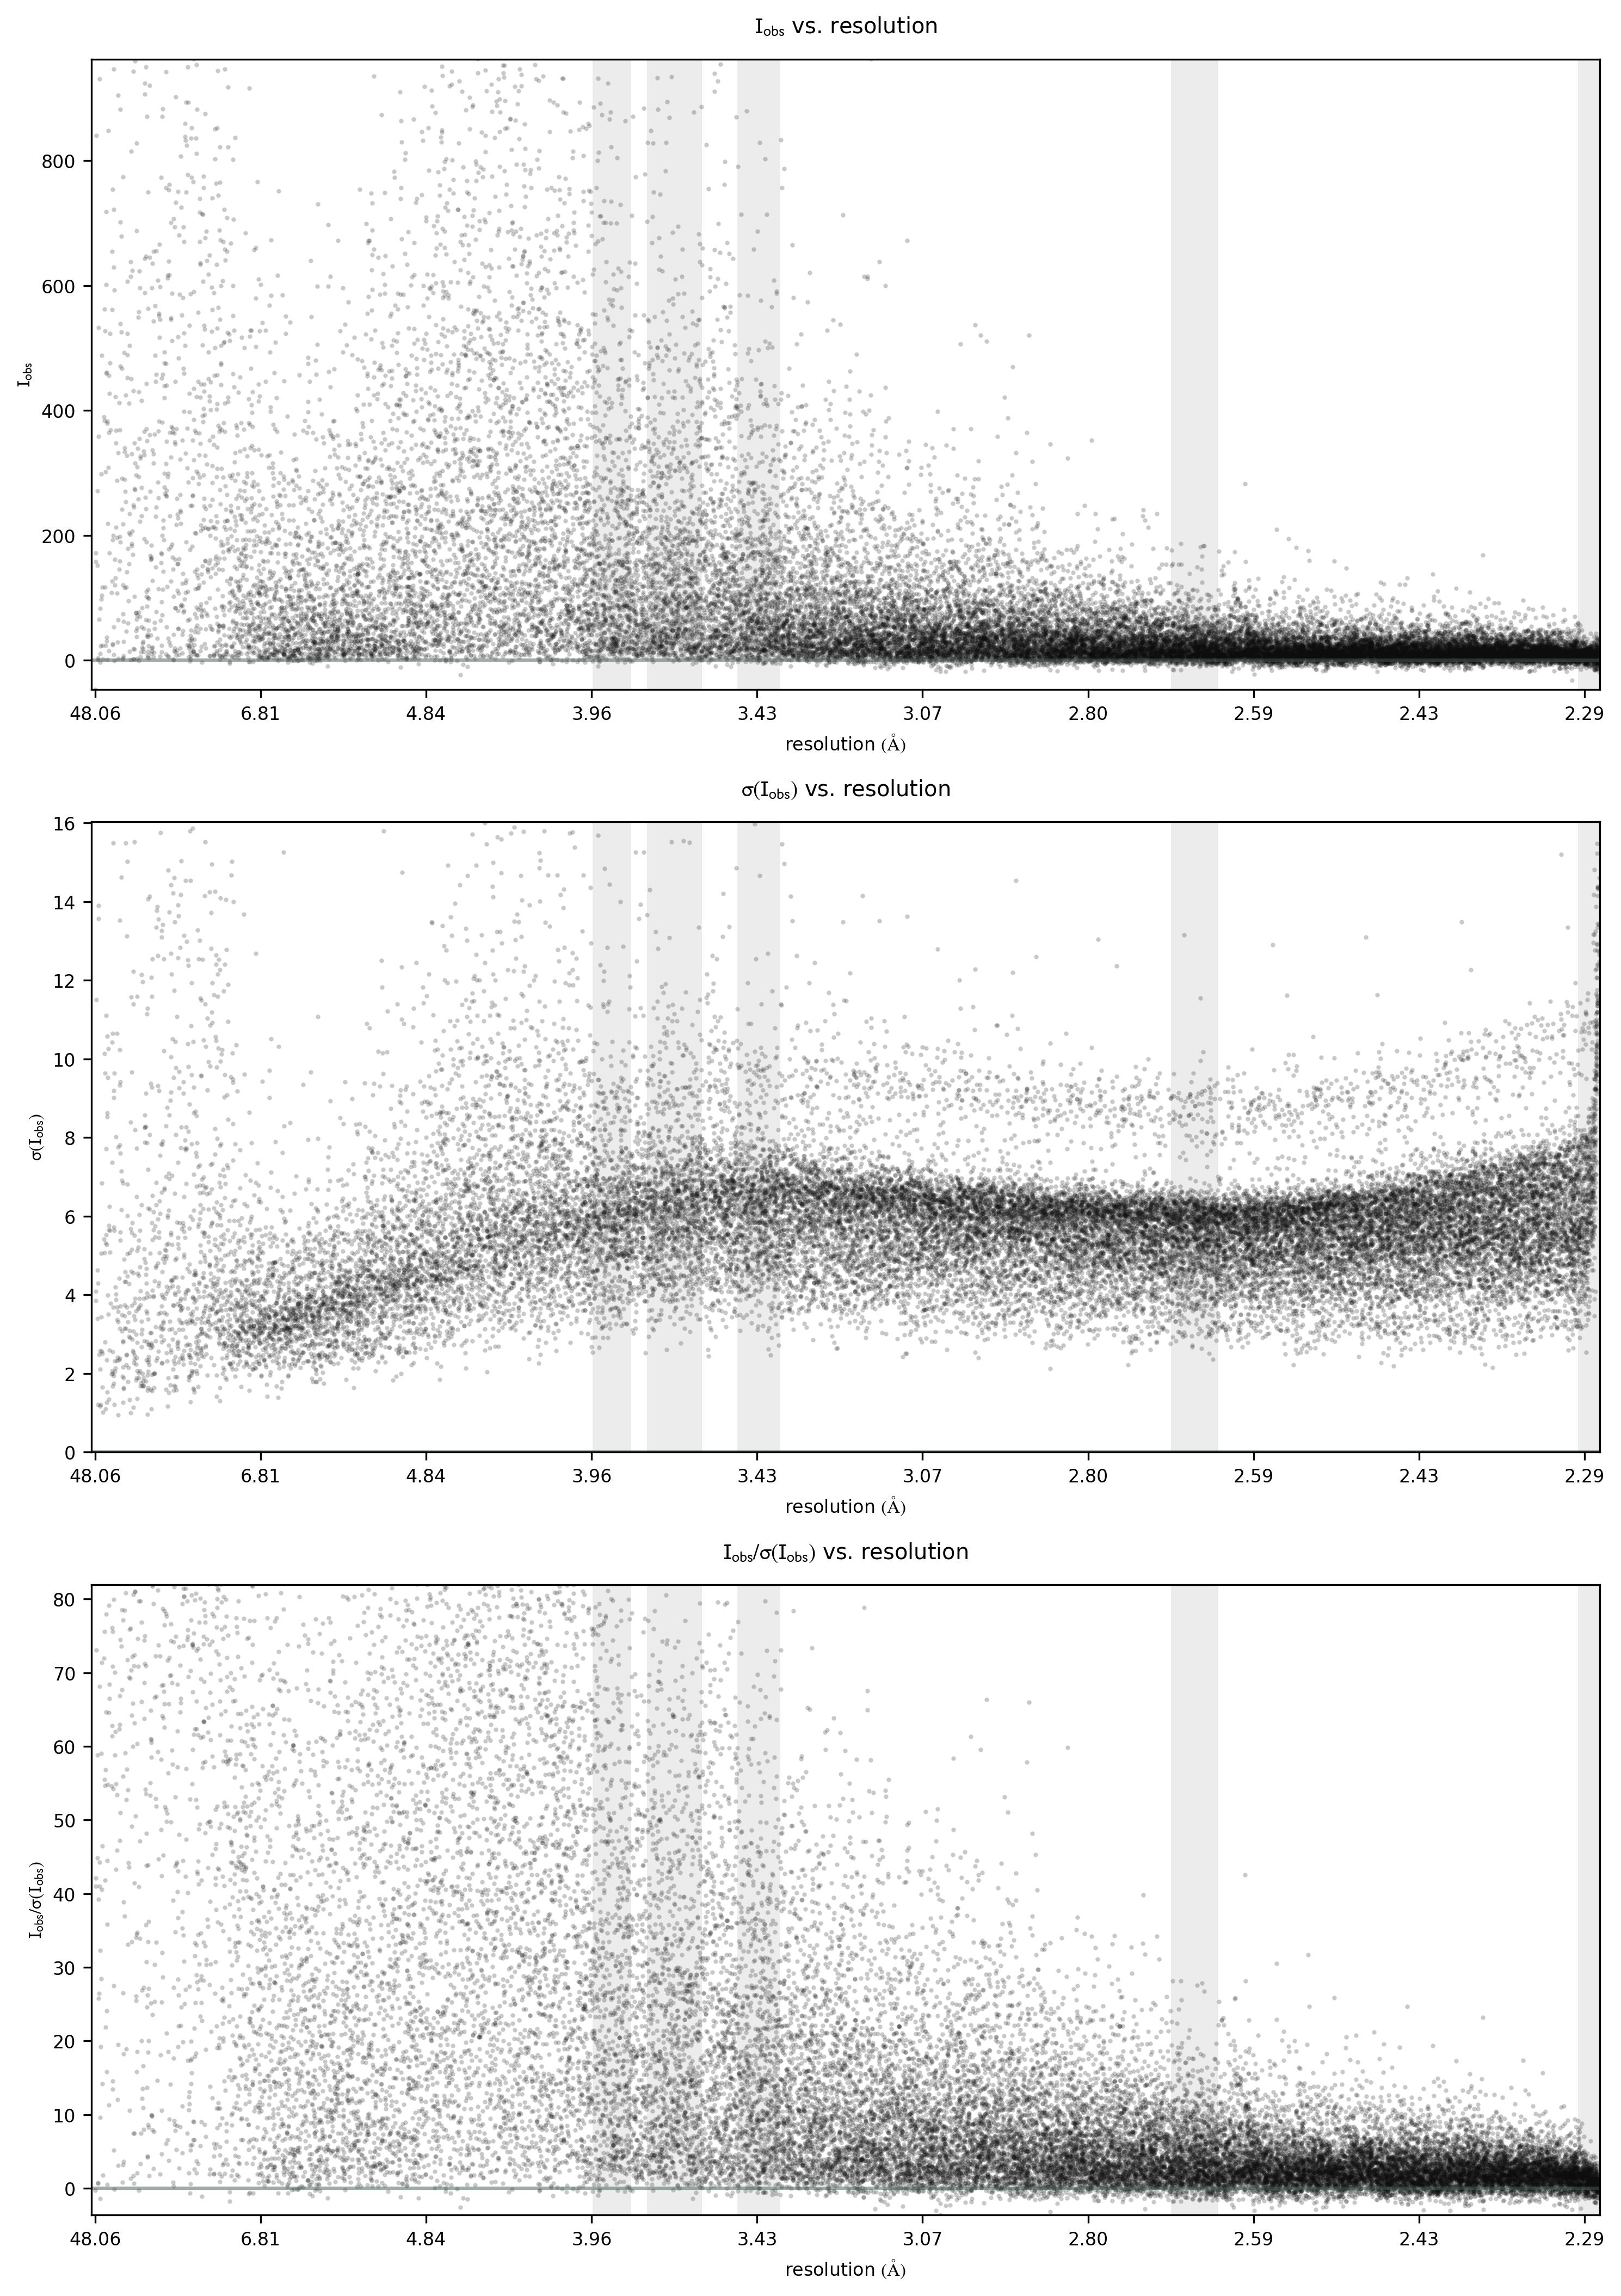 I_obs vs. resolution
800
600
400
200
0
I_obs
48.06 6.81 4.84 3.96 3.43 3.07 2.80 2.59 2.43 2.29
resolution (Å)
σ(I_obs) vs. resolution
16
14
12
10
8
6
4
2
0
σ(I_obs)
48.06 6.81 4.84 3.96 3.43 3.07 2.80 2.59 2.43 2.29
resolution (Å)
I_obs/σ(I_obs) vs. resolution
80
70
60
50
40
30
20
10
0
I_obs/σ(I_obs)
48.06 6.81 4.84 3.96 3.43 3.07 2.80 2.59 2.43 2.29
resolution (Å)